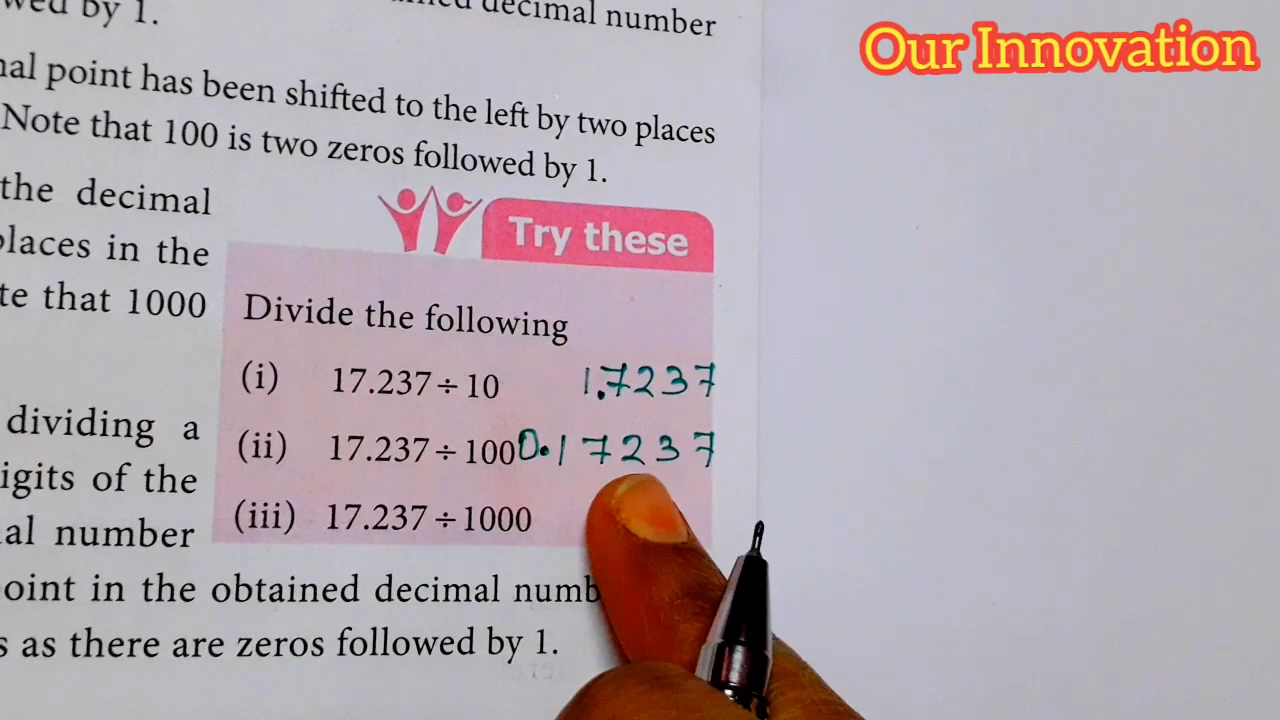 wed by 1.
decimal number
Our Innovation
nal point has been shifted to the left by two places
Note that 100 is two zeros followed by 1.
the decimal
places in the
te that 1000
Try these
Divide the following
(i) 17.237 ÷ 10 1.7237
(ii) 17.237 ÷ 100 0.17237
(iii) 17.237 ÷ 1000
dividing a
igits of the
al number
oint in the obtained decimal numb
s as there are zeros followed by 1.